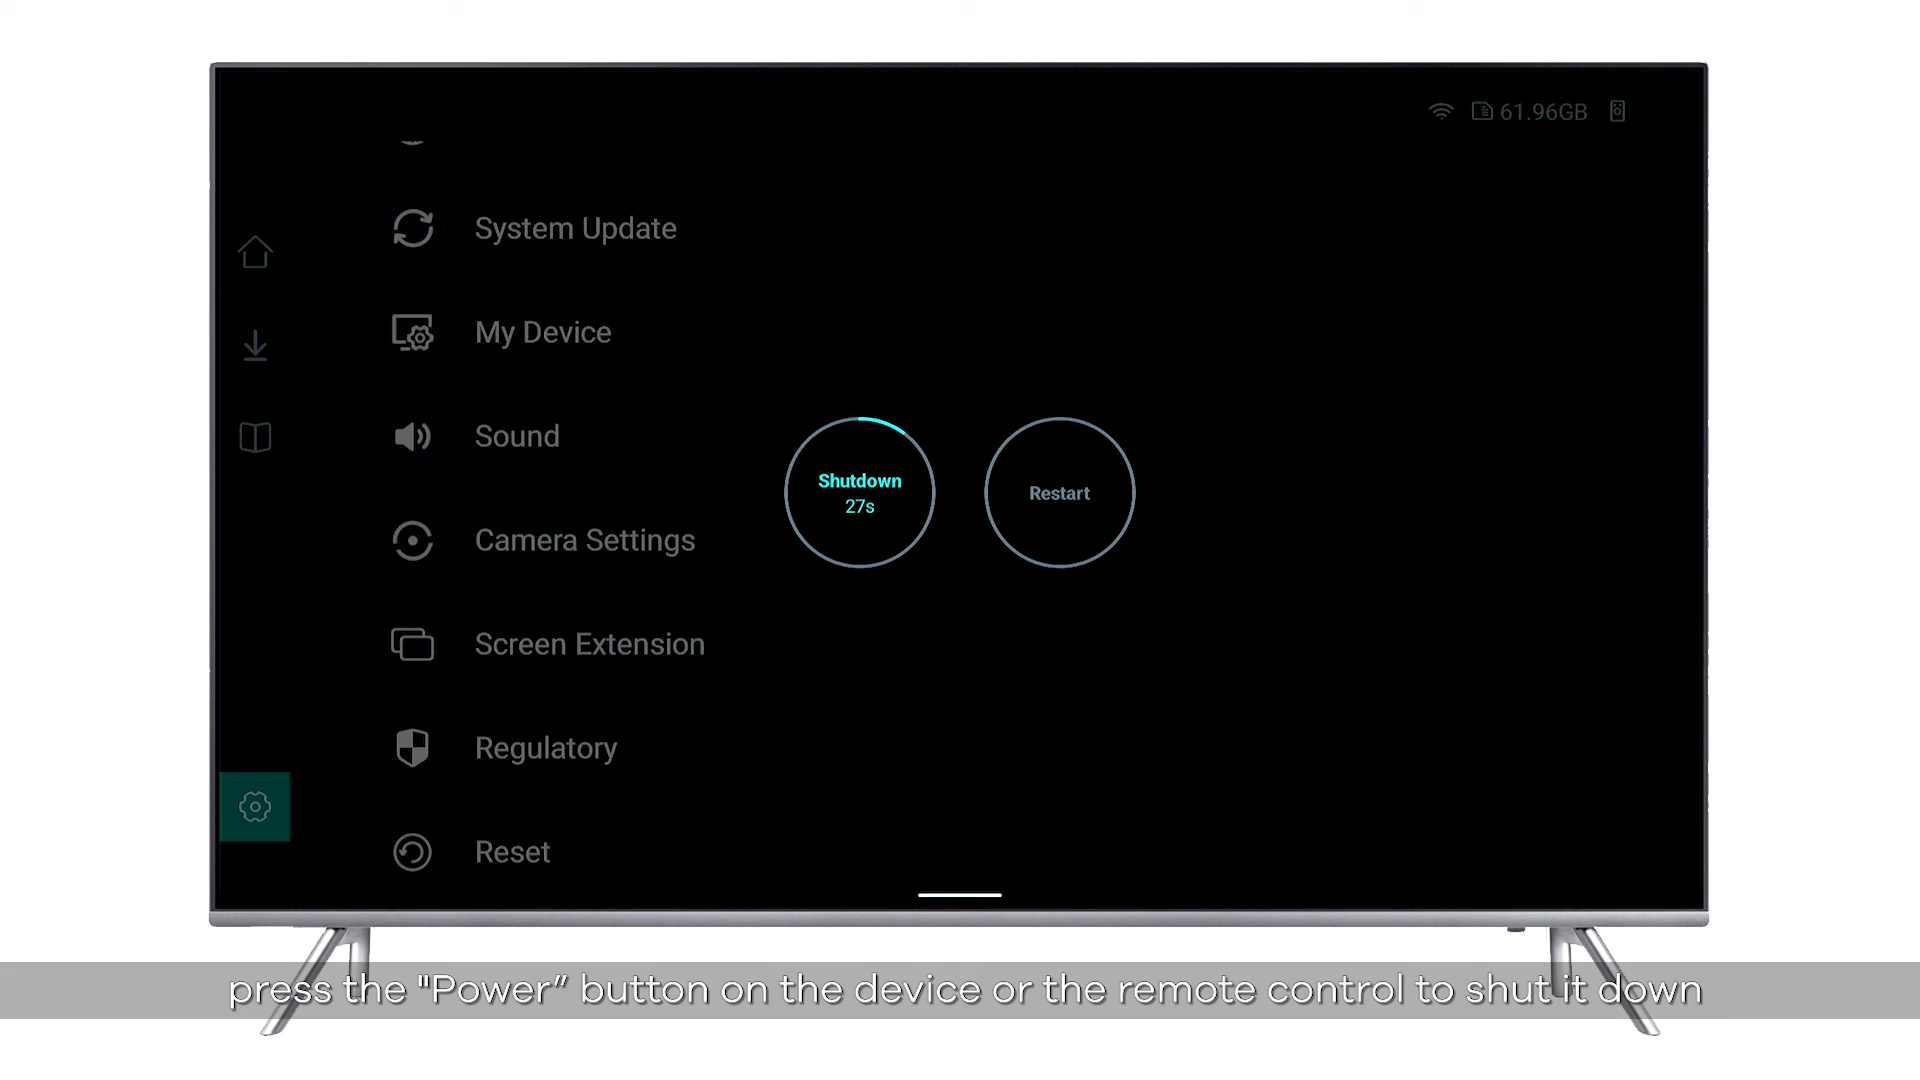 61.96GB
System Update
My Device
Sound
Camera Settings
Screen Extension
Regulatory
Reset
Shutdown
27s
Restart
press the "Power” button on the device or the remote control to shut it down